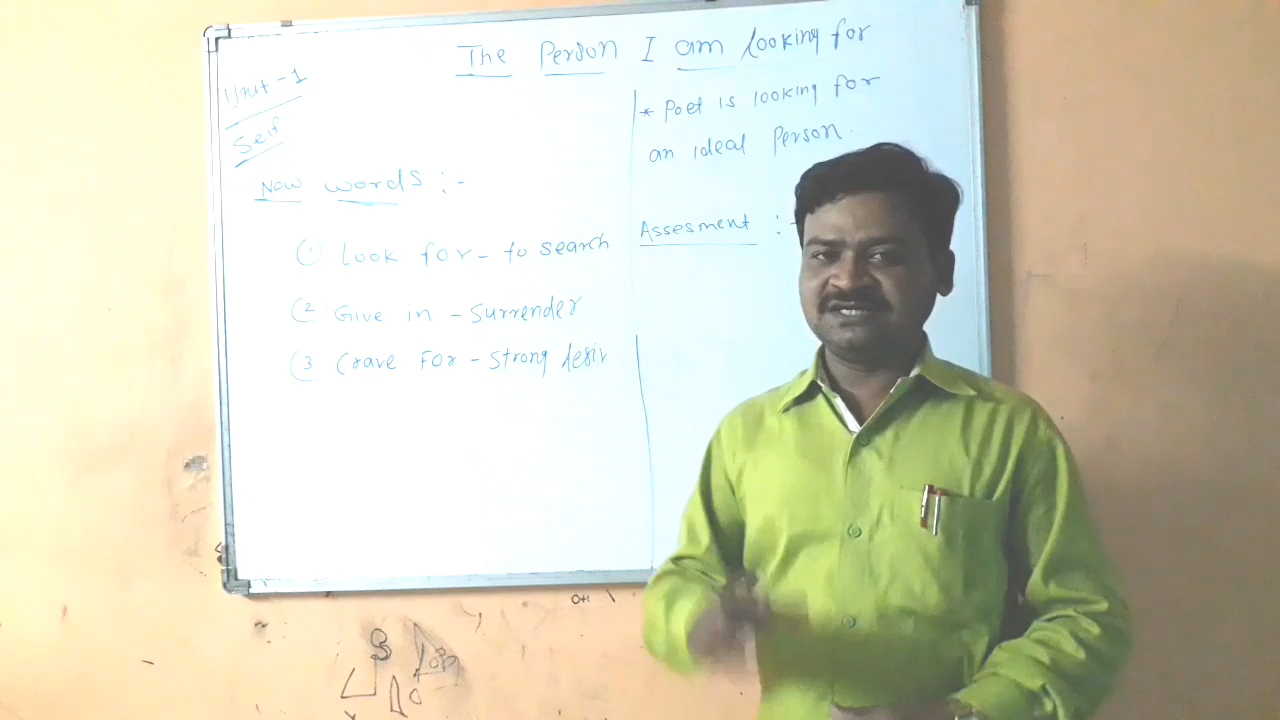 The Person I am looking for
Unit-1
Self
New words :-
① Look for - to search
② Give in - Surrender
③ Crave For - Strong desir
* Poet is looking for
an ideal Person.
Assesment :-